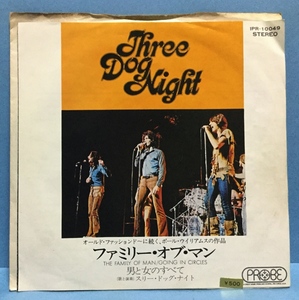 IPR-10049
STEREO
Three
Dog
Night
オールド・ファッションド〜に続く、ポール・ウイリアムスの作品
ファミリー・オブ・マン
THE FAMILY OF MAN/GOING IN CIRCLES
男と女のすべて
スリー・ドッグ・ナイト
¥500
PROBE